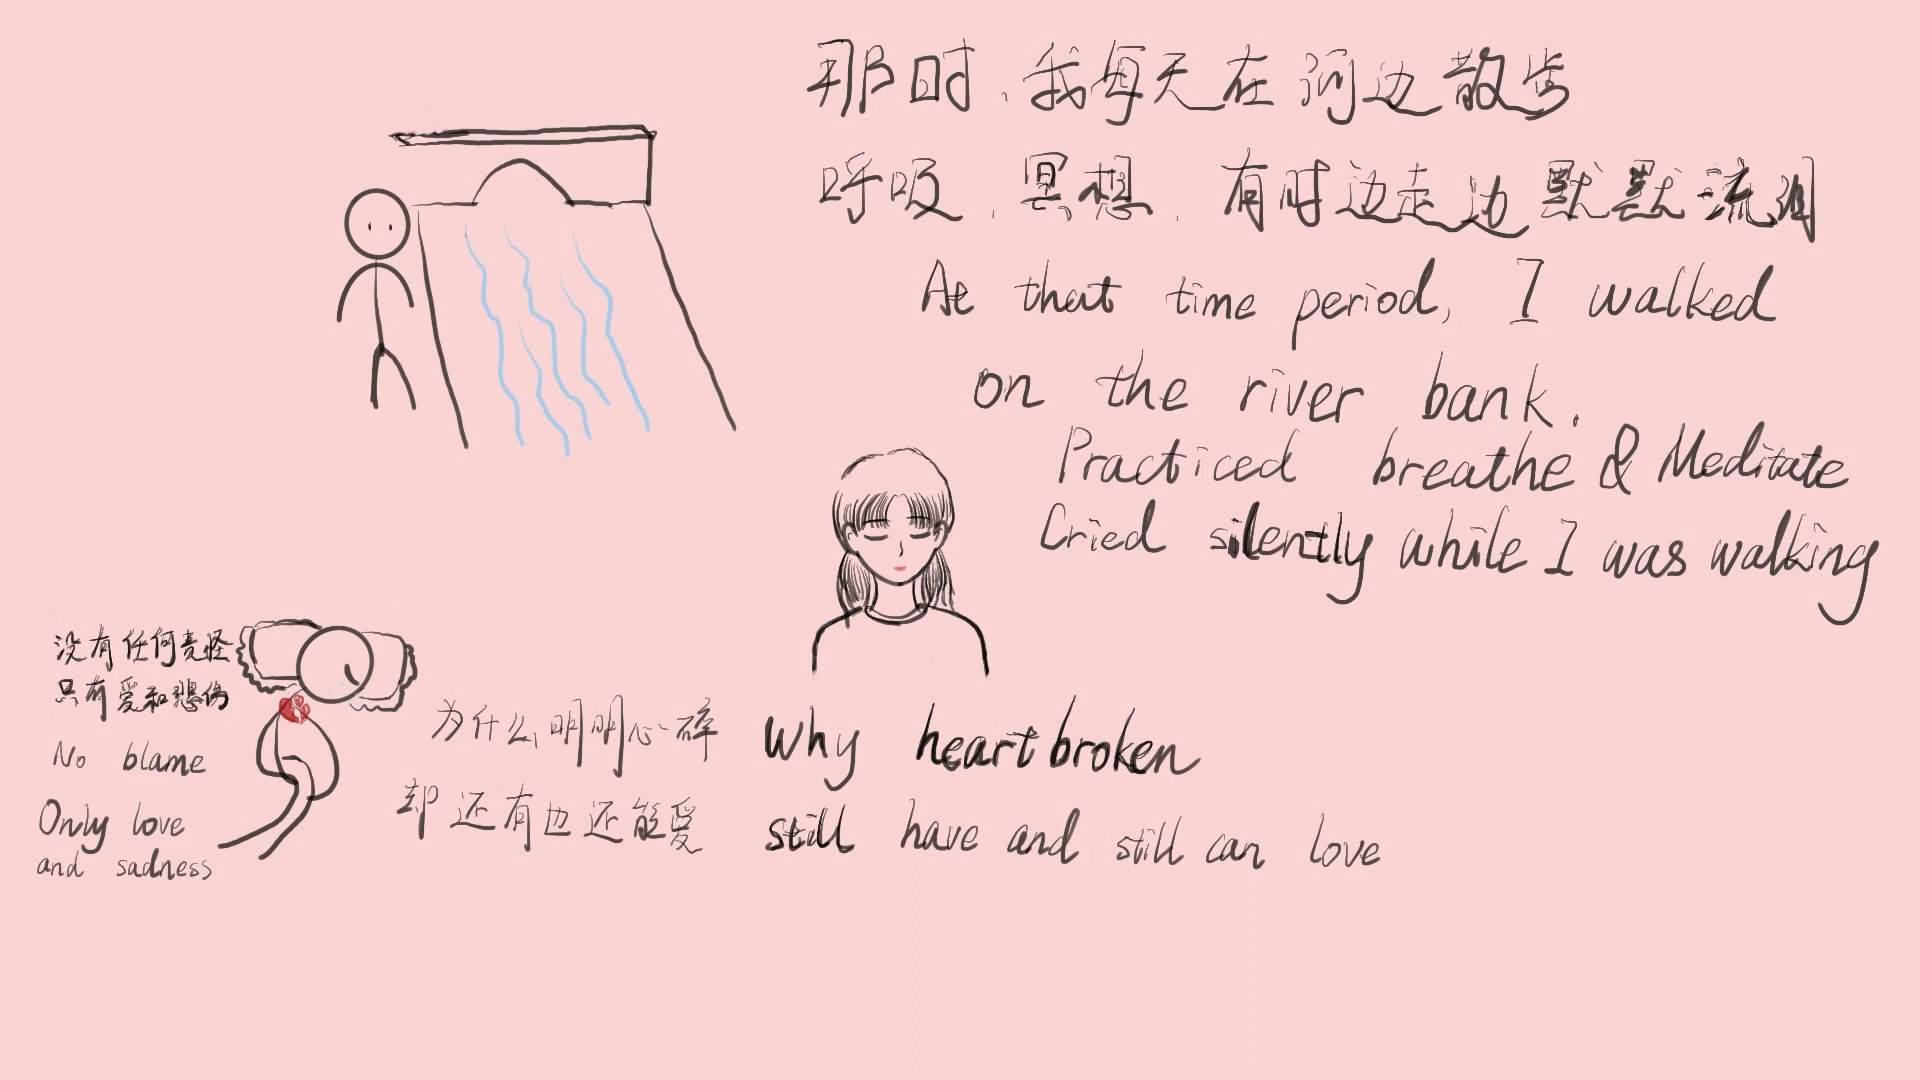 那时，我每天在河边散步
呼吸，冥想，有时边走边默默流泪
At that time period, I walked
on the river bank.
Practiced breathe & Meditate
Cried silently while I was walking
没有任何责怪
只有爱和悲伤
No blame
Only love
and sadness
为什么明明心碎
却还有也还能爱
Why heart broken
still have and still can love